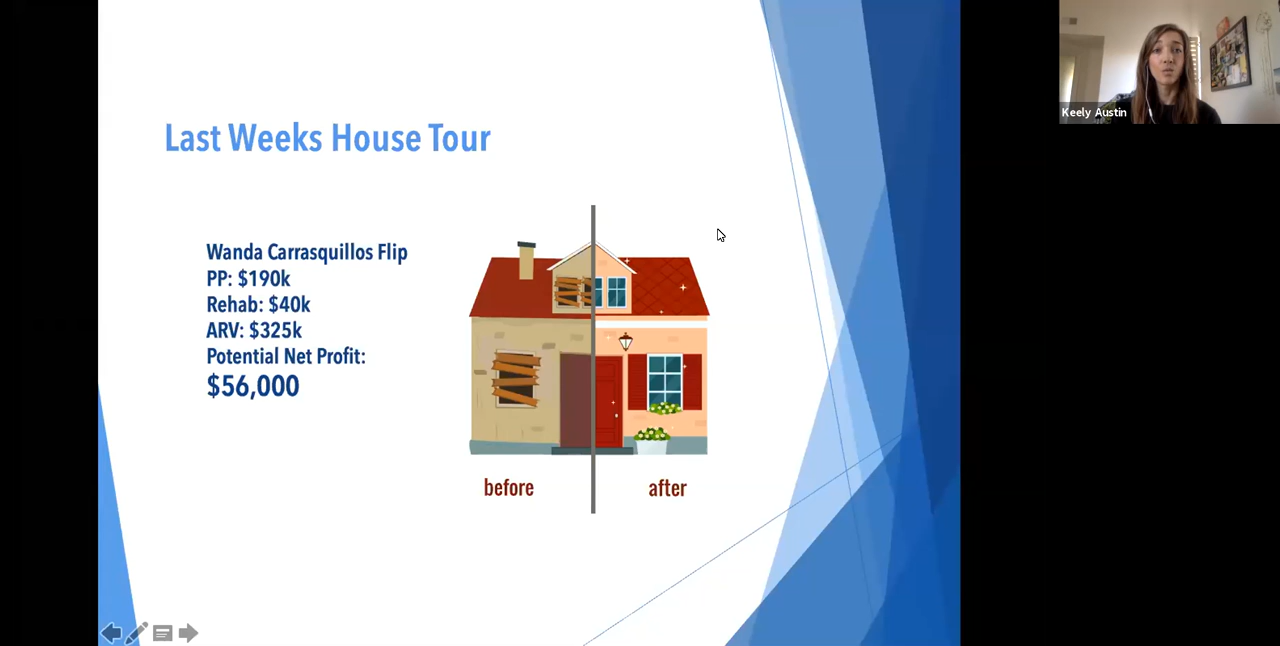 Last Weeks House Tour
Wanda Carrasquillos Flip
PP: $190k
Rehab: $40k
ARV: $325k
Potential Net Profit:
$56,000
before
after
Keely Austin